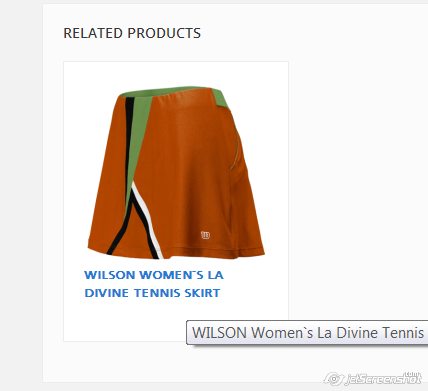 RELATED PRODUCTS
WILSON WOMEN`S LA
DIVINE TENNIS SKIRT
WILSON Women`s La Divine Tennis
jetScreenshot